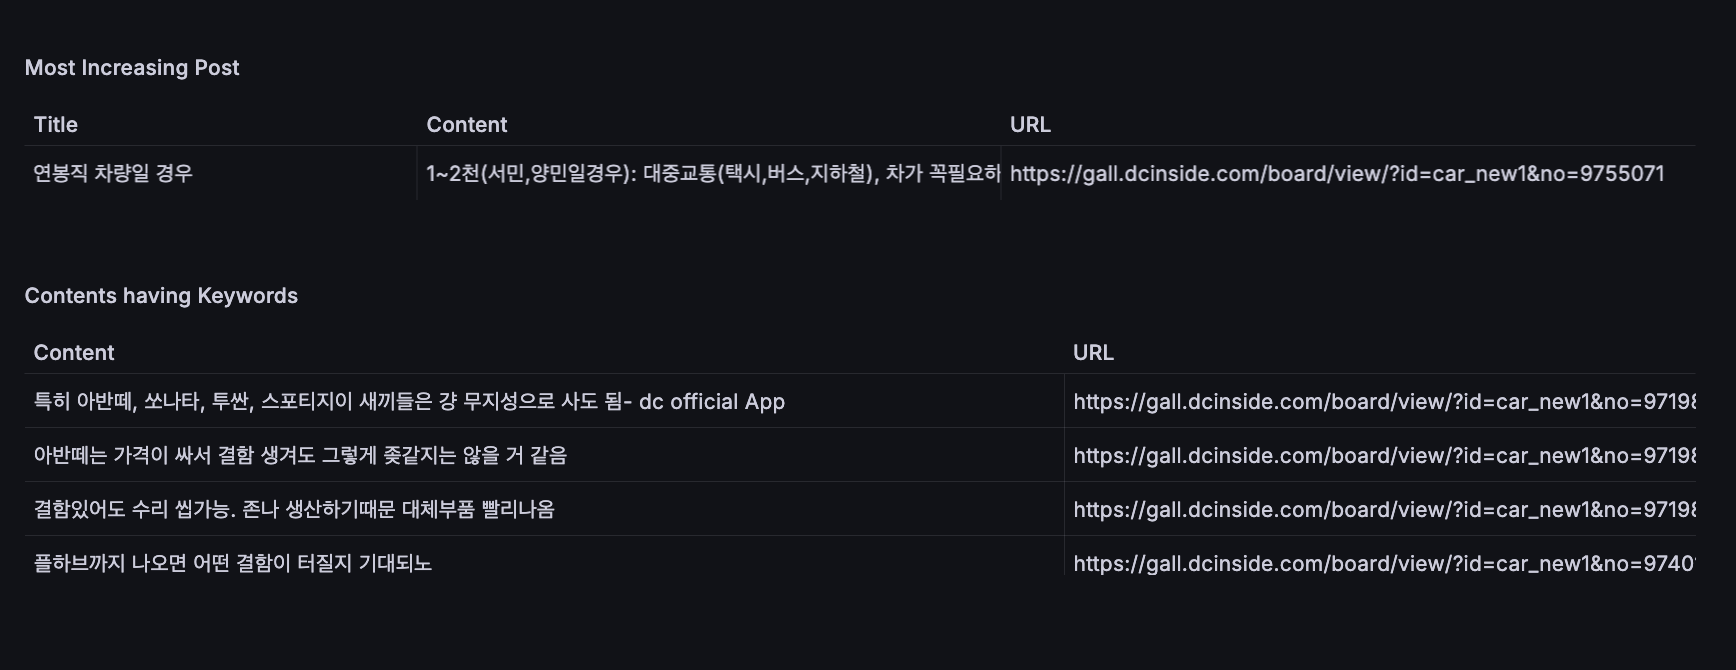 Most Increasing Post
Title Content URL
연봉직 차량일 경우 1~2천(서민,양민일경우): 대중교통(택시,버스,지하철), 차가 꼭필요하 https://gall.dcinside.com/board/view/?id=car_new1&no=9755071
Contents having Keywords
Content URL
특히 아반떼, 쏘나타, 투싼, 스포티지이 새끼들은 걍 무지성으로 사도 됨- dc official App https://gall.dcinside.com/board/view/?id=car_new1&no=9719
아반떼는 가격이 싸서 결함 생겨도 그렇게 좆같지는 않을 거 같음 https://gall.dcinside.com/board/view/?id=car_new1&no=9719
결함있어도 수리 씹가능. 존나 생산하기때문 대체부품 빨리나옴 https://gall.dcinside.com/board/view/?id=car_new1&no=9719
플하브까지 나오면 어떤 결함이 터질지 기대되노 https://gall.dcinside.com/board/view/?id=car_new1&no=9740